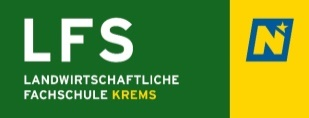 LFS
LANDWIRTSCHAFTLICHE
FACHSCHULE KREMS
N